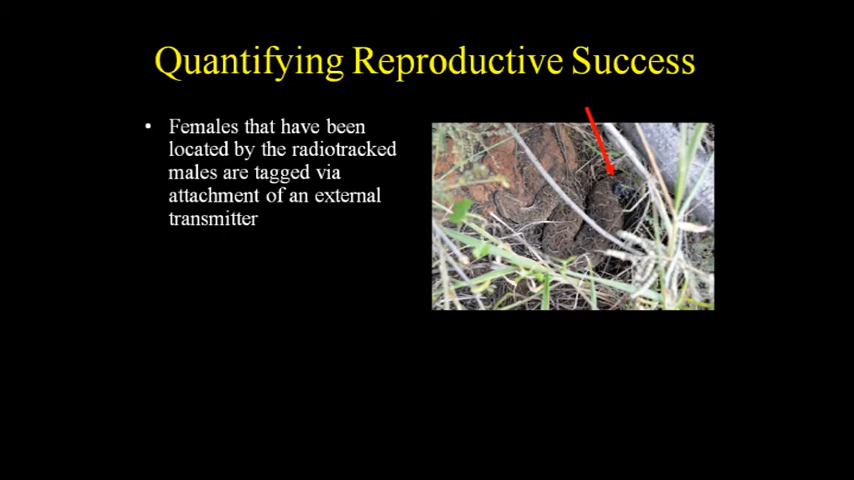 Quantifying Reproductive Success
• Females that have been
located by the radiotracked
males are tagged via
attachment of an external
transmitter